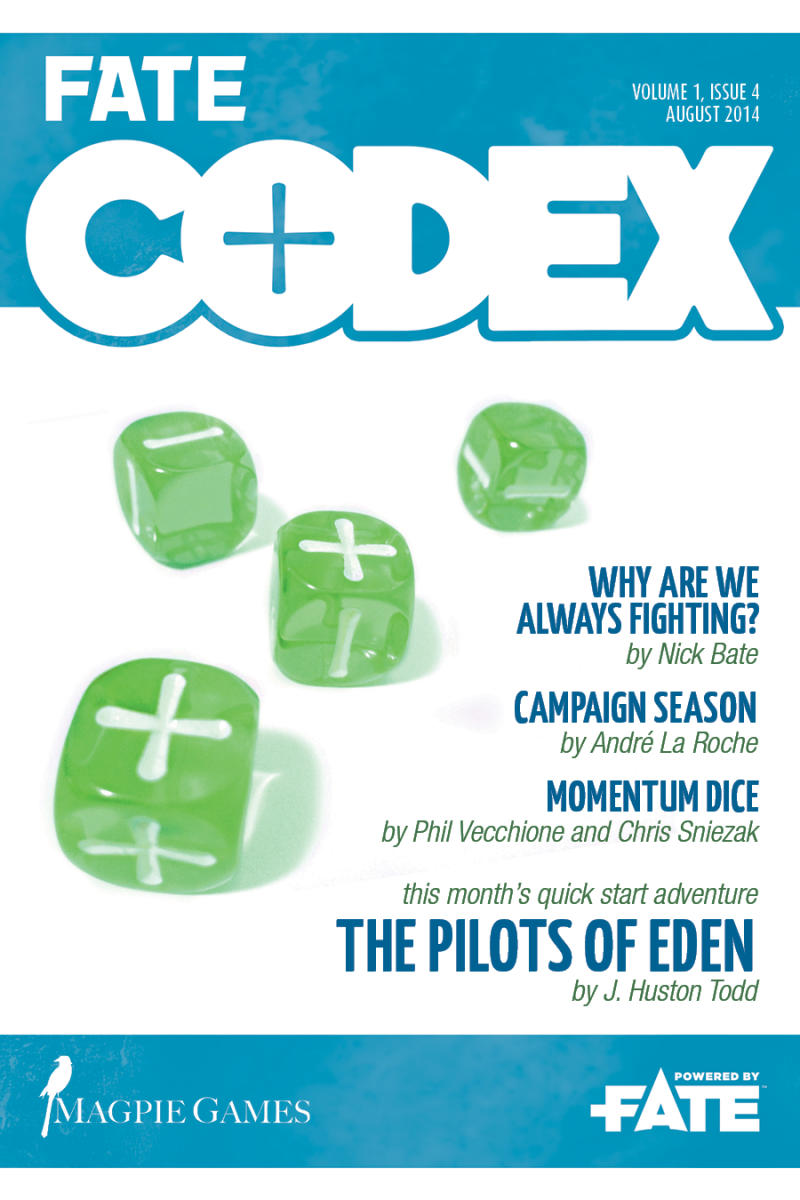 FATE
VOLUME 1, ISSUE 4
AUGUST 2014
CODEX
WHY ARE WE
ALWAYS FIGHTING?
by Nick Bate
CAMPAIGN SEASON
by André La Roche
MOMENTUM DICE
by Phil Vecchione and Chris Sniezak
this month's quick start adventure
THE PILOTS OF EDEN
by J. Huston Todd
MAGPIE GAMES
POWERED BY
FATE™